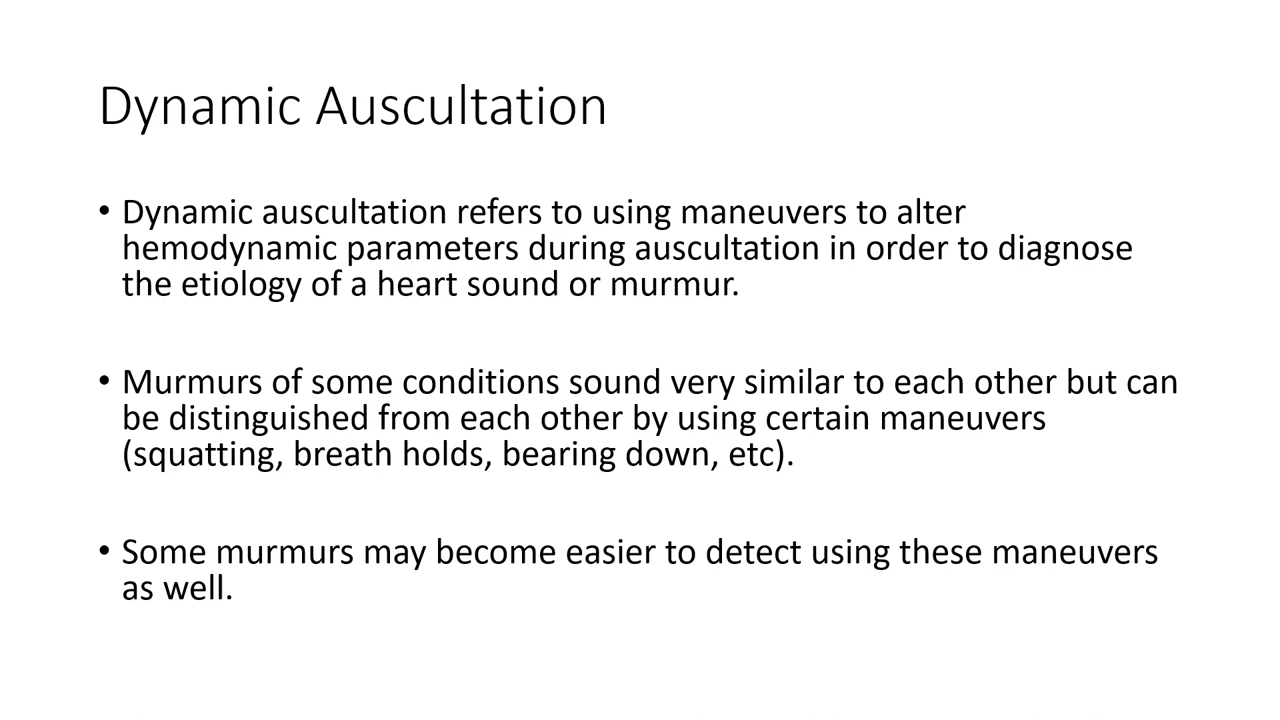 Dynamic Auscultation
• Dynamic auscultation refers to using maneuvers to alter
hemodynamic parameters during auscultation in order to diagnose
the etiology of a heart sound or murmur.
• Murmurs of some conditions sound very similar to each other but can
be distinguished from each other by using certain maneuvers
(squatting, breath holds, bearing down, etc).
• Some murmurs may become easier to detect using these maneuvers
as well.